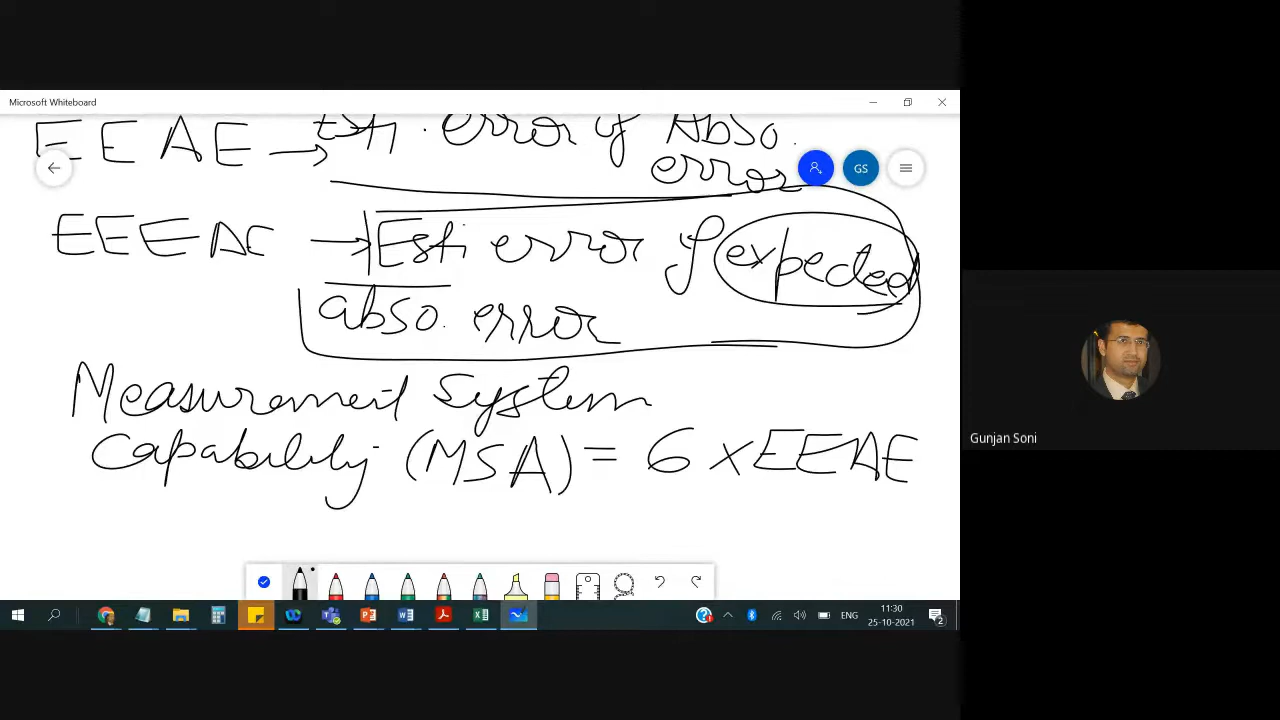 Microsoft Whiteboard
EEAE → Esti. error of Abso.
error
GS
EEEAE → Esti error of expected
abso. error
Measurement System
Capability (MSA) = 6 x EEAE
Gunjan Soni
ENG
11:30
25-10-2021
2